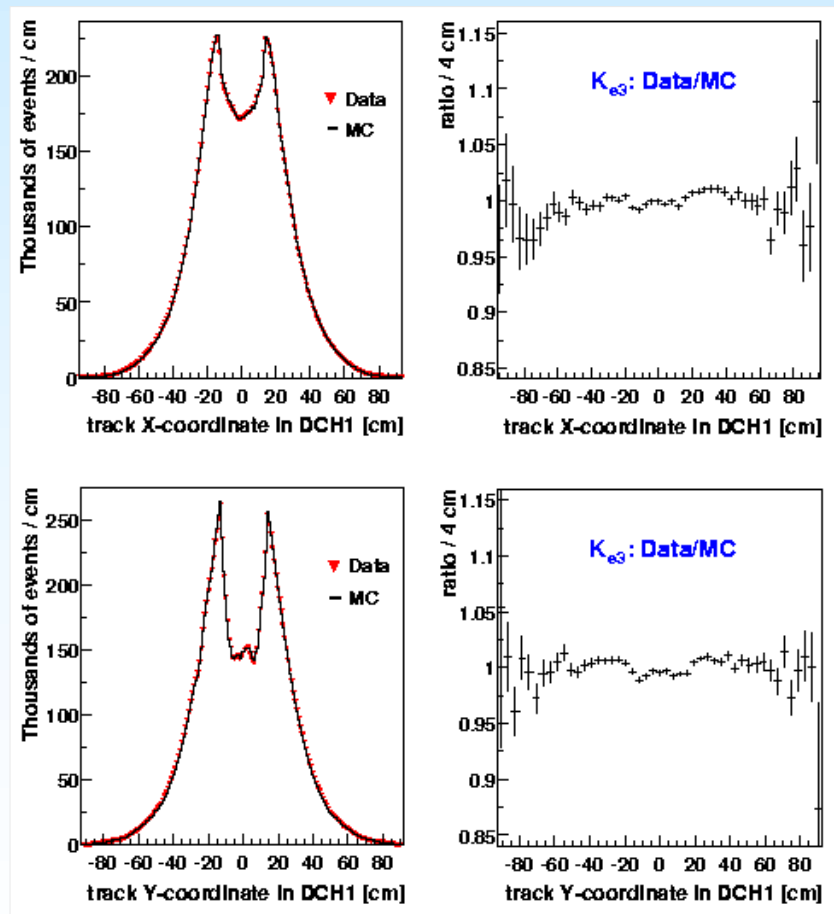 Thousands of events / cm
200
150
100
50
0
Data
MC
-80 -60 -40 -20 0 20 40 60 80
track X-coordinate in DCH1 [cm]
ratio / 4 cm
1.15
1.1
1.05
1
0.95
0.9
0.85
Ke3: Data/MC
-80 -60 -40 -20 0 20 40 60 80
track X-coordinate in DCH1 [cm]
Thousands of events / cm
250
200
150
100
50
0
Data
MC
-80 -60 -40 -20 0 20 40 60 80
track Y-coordinate in DCH1 [cm]
ratio / 4 cm
1.15
1.1
1.05
1
0.95
0.9
0.85
Ke3: Data/MC
-80 -60 -40 -20 0 20 40 60 80
track Y-coordinate in DCH1 [cm]